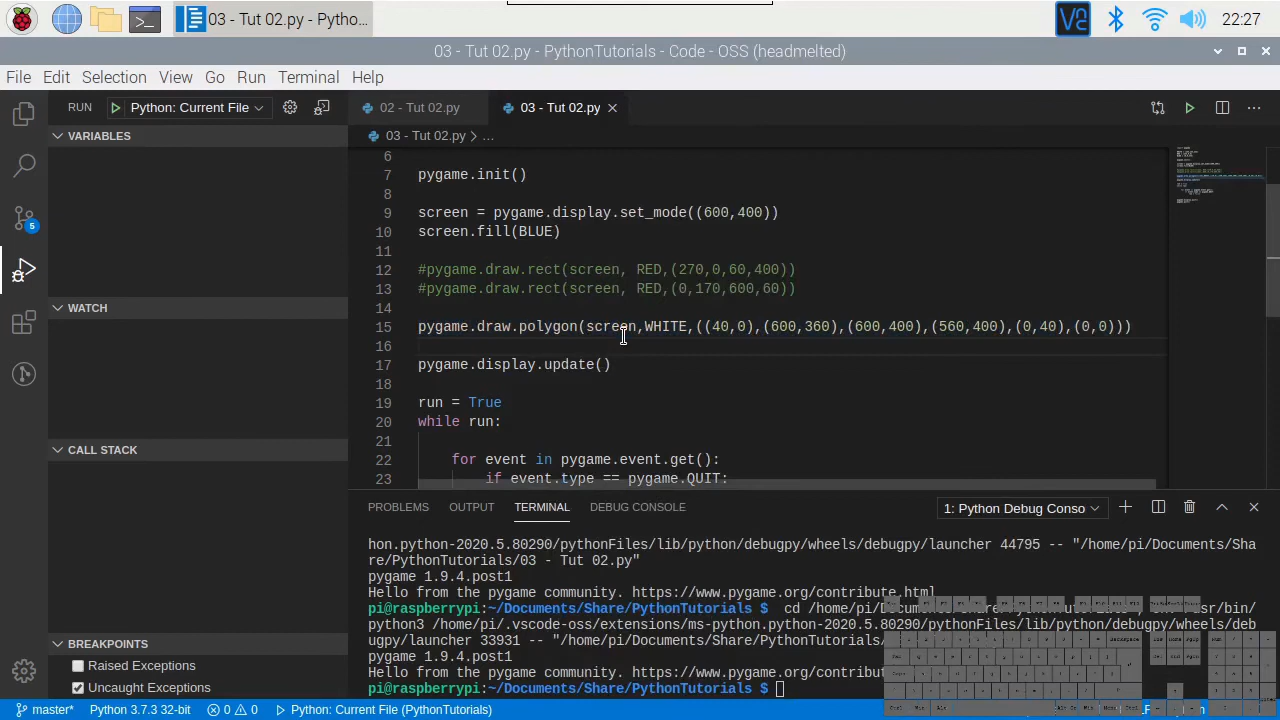 03 - Tut 02.py - Pytho...
22:27
03 - Tut 02.py - PythonTutorials - Code - OSS (headmelted)
File Edit Selection View Go Run Terminal Help
RUN Python: Current File
02 - Tut 02.py 03 - Tut 02.py
VARIABLES
03 - Tut 02.py > ...
6
7 pygame.init()
8
9 screen = pygame.display.set_mode((600,400))
10 screen.fill(BLUE)
11
12 #pygame.draw.rect(screen, RED,(270,0,60,400))
13 #pygame.draw.rect(screen, RED,(0,170,600,60))
14
15 pygame.draw.polygon(screen,WHITE,((40,0),(600,360),(600,400),(560,400),(0,40),(0,0)))
16
17 pygame.display.update()
18
19 run = True
20 while run:
21
22 for event in pygame.event.get():
23 if event.type == pygame.QUIT:
5
WATCH
CALL STACK
BREAKPOINTS
Raised Exceptions
Uncaught Exceptions
PROBLEMS OUTPUT TERMINAL DEBUG CONSOLE 1: Python Debug Conso
hon.python-2020.5.80290/pythonFiles/lib/python/debugpy/wheels/debugpy/launcher 44795 -- "/home/pi/Documents/Sha
re/PythonTutorials/03 - Tut 02.py"
pygame 1.9.4.post1
Hello from the pygame community. https://www.pygame.org/contribute.html
pi@raspberrypi:~/Documents/Share/PythonTutorials $ cd /home/pi/
python3 /home/pi/.vscode-oss/extensions/ms-python.python-2020.5.80290/pythonFiles/lib/python/debugpy/wheels/deb
ugpy/launcher 33931 -- "/home/pi/Documents/Share/PythonTutorials/
pygame 1.9.4.post1
Hello from the pygame community. https://www.pygame.org/contribute
pi@raspberrypi:~/Documents/Share/PythonTutorials $
master* Python 3.7.3 32-bit 0 0 Python: Current File (PythonTutorials)